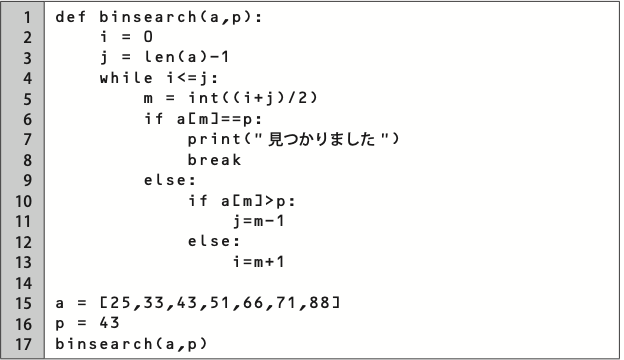 1 def binsearch(a,p):
2     i = 0
3     j = len(a)-1
4     while i<=j:
5         m = int((i+j)/2)
6         if a[m]==p:
7             print("見つかりました")
8             break
9         else:
10             if a[m]>p:
11                 j=m-1
12             else:
13                 i=m+1
14
15 a = [25,33,43,51,66,71,88]
16 p = 43
17 binsearch(a,p)